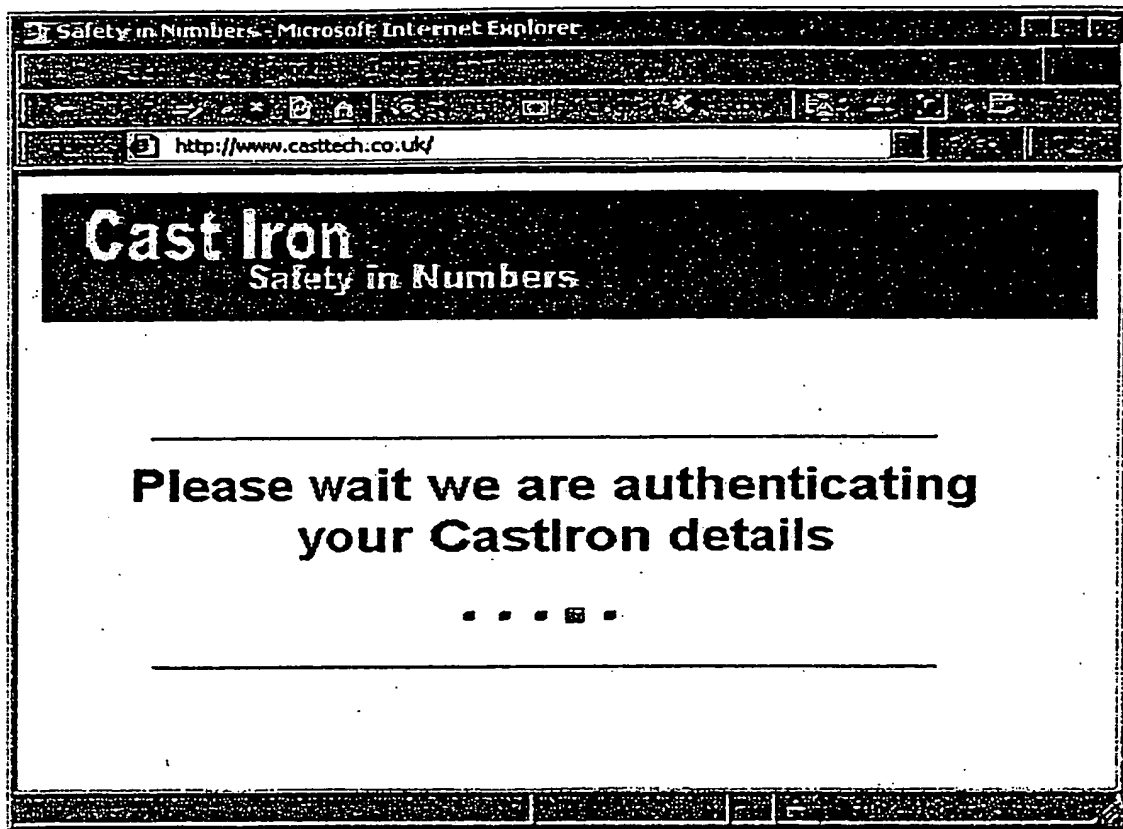 Safety in Numbers - Microsoft Internet Explorer
http://www.casttech.co.uk/
Cast Iron
Safety in Numbers
Please wait we are authenticating
your CastIron details